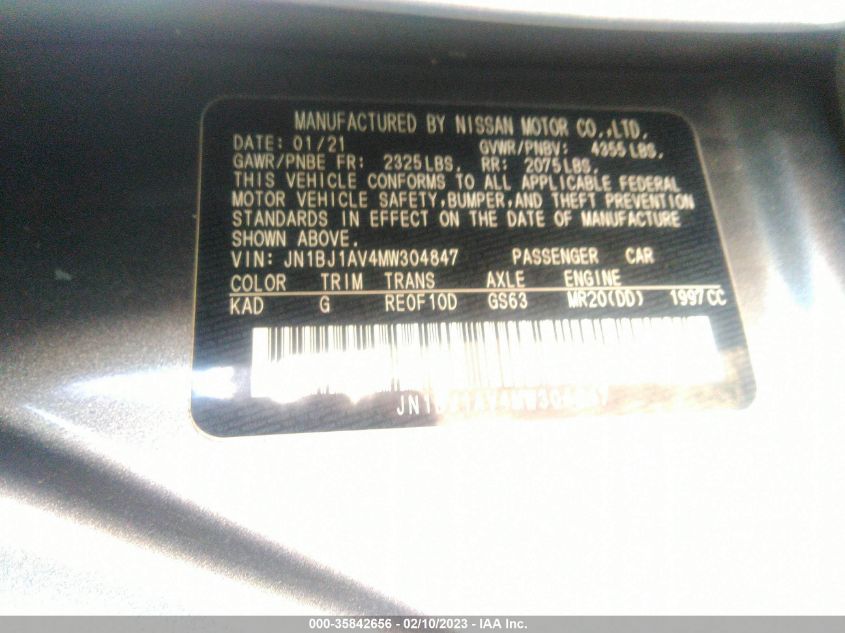 MANUFACTURED BY NISSAN MOTOR CO.,LTD.
DATE: 01/21 GVWR/PNBV: 4355LBS.
GAWR/PNBE FR: 2325LBS. RR: 2075LBS.
THIS VEHICLE CONFORMS TO ALL APPLICABLE FEDERAL
MOTOR VEHICLE SAFETY,BUMPER,AND THEFT PREVENTION
STANDARDS IN EFFECT ON THE DATE OF MANUFACTURE
SHOWN ABOVE.
VIN: JN1BJ1AV4MW304847 PASSENGER CAR
COLOR TRIM TRANS AXLE ENGINE
KAD G RE0F10D GS63 MR20(DD) 1997CC
JN1BJ1AV4MW304847
000-35842656 - 02/10/2023 - IAA Inc.